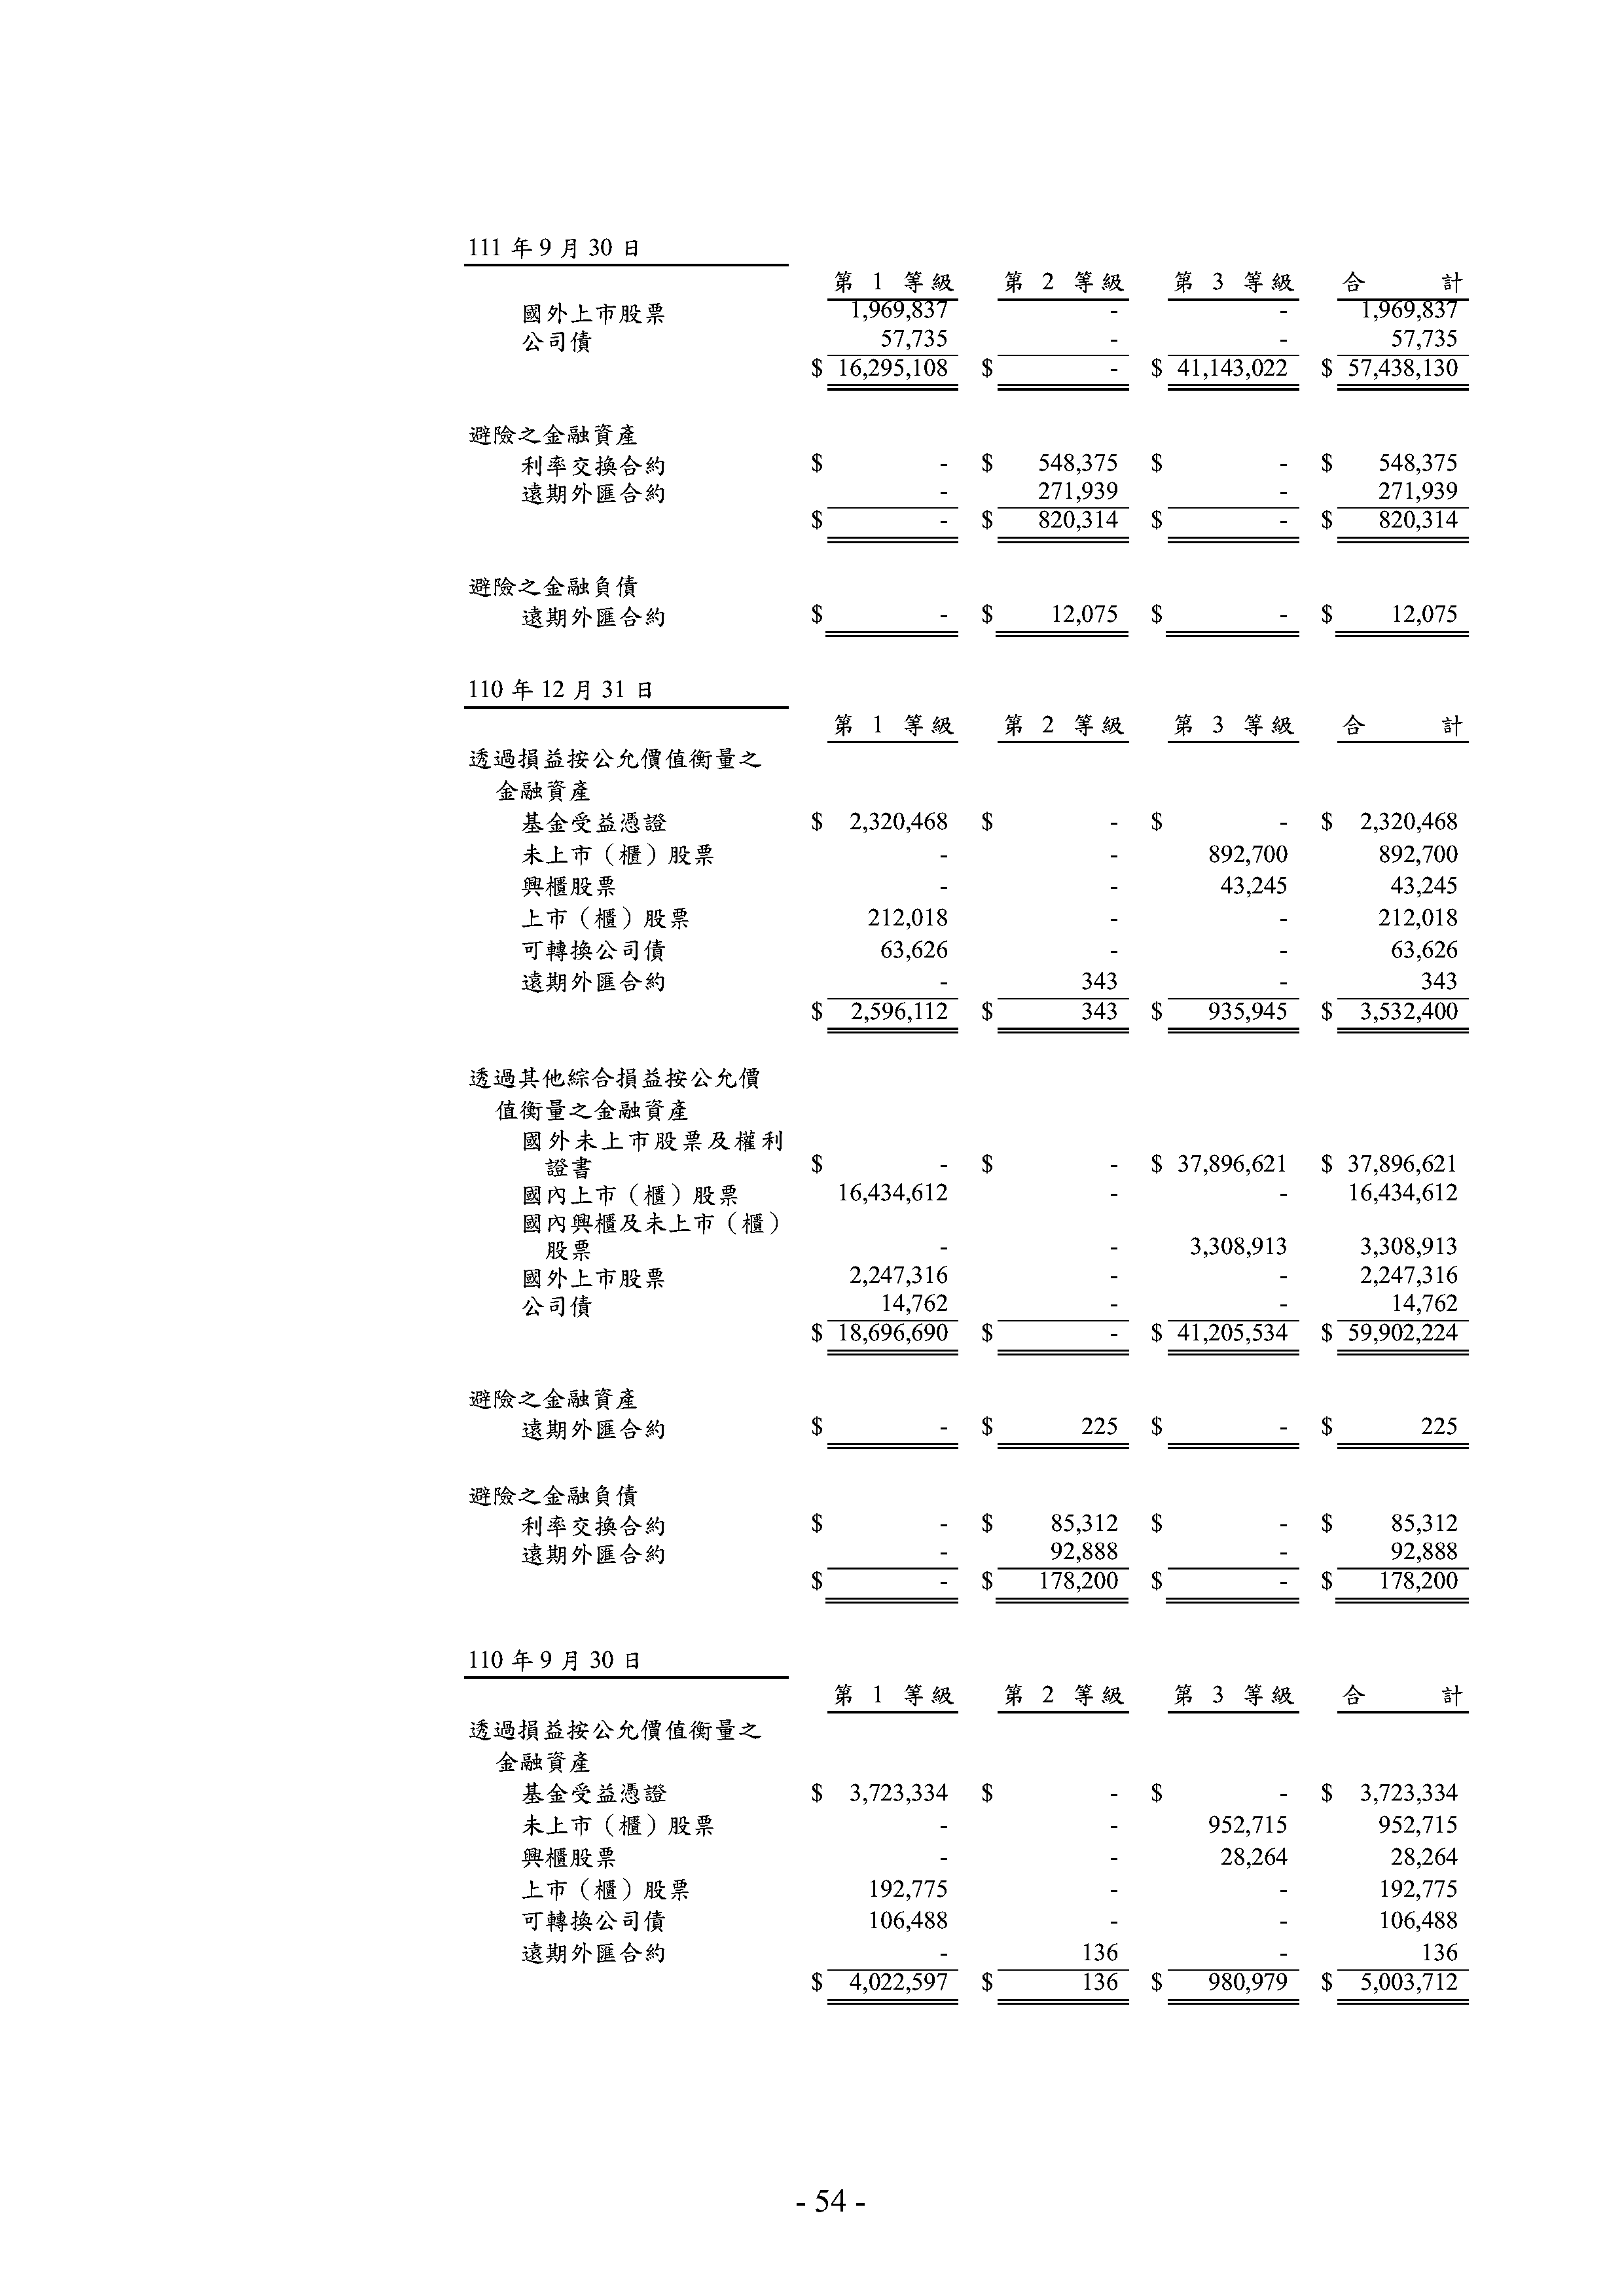 111 年 9 月 30 日
第 1 等級 第 2 等級 第 3 等級 合 計
國外上市股票 1,969,837 - - 1,969,837
公司債 57,735 - - 57,735
$ 16,295,108 $ - $ 41,143,022 $ 57,438,130
避險之金融資產
利率交換合約 $ - $ 548,375 $ - $ 548,375
遠期外匯合約 - 271,939 - 271,939
$ - $ 820,314 $ - $ 820,314
避險之金融負債
遠期外匯合約 $ - $ 12,075 $ - $ 12,075
110 年 12 月 31 日
第 1 等級 第 2 等級 第 3 等級 合 計
透過損益按公允價值衡量之
金融資產
基金受益憑證 $ 2,320,468 $ - $ - $ 2,320,468
未上市（櫃）股票 - - 892,700 892,700
興櫃股票 - - 43,245 43,245
上市（櫃）股票 212,018 - - 212,018
可轉換公司債 63,626 - - 63,626
遠期外匯合約 - 343 - 343
$ 2,596,112 $ 343 $ 935,945 $ 3,532,400
透過其他綜合損益按公允價
值衡量之金融資產
國外未上市股票及權利
證書 $ - $ - $ 37,896,621 $ 37,896,621
國內上市（櫃）股票 16,434,612 - - 16,434,612
國內興櫃及未上市（櫃）
股票 - - 3,308,913 3,308,913
國外上市股票 2,247,316 - - 2,247,316
公司債 14,762 - - 14,762
$ 18,696,690 $ - $ 41,205,534 $ 59,902,224
避險之金融資產
遠期外匯合約 $ - $ 225 $ - $ 225
避險之金融負債
利率交換合約 $ - $ 85,312 $ - $ 85,312
遠期外匯合約 - 92,888 - 92,888
$ - $ 178,200 $ - $ 178,200
110 年 9 月 30 日
第 1 等級 第 2 等級 第 3 等級 合 計
透過損益按公允價值衡量之
金融資產
基金受益憑證 $ 3,723,334 $ - $ - $ 3,723,334
未上市（櫃）股票 - - 952,715 952,715
興櫃股票 - - 28,264 28,264
上市（櫃）股票 192,775 - - 192,775
可轉換公司債 106,488 - - 106,488
遠期外匯合約 - 136 - 136
$ 4,022,597 $ 136 $ 980,979 $ 5,003,712
- 54 -